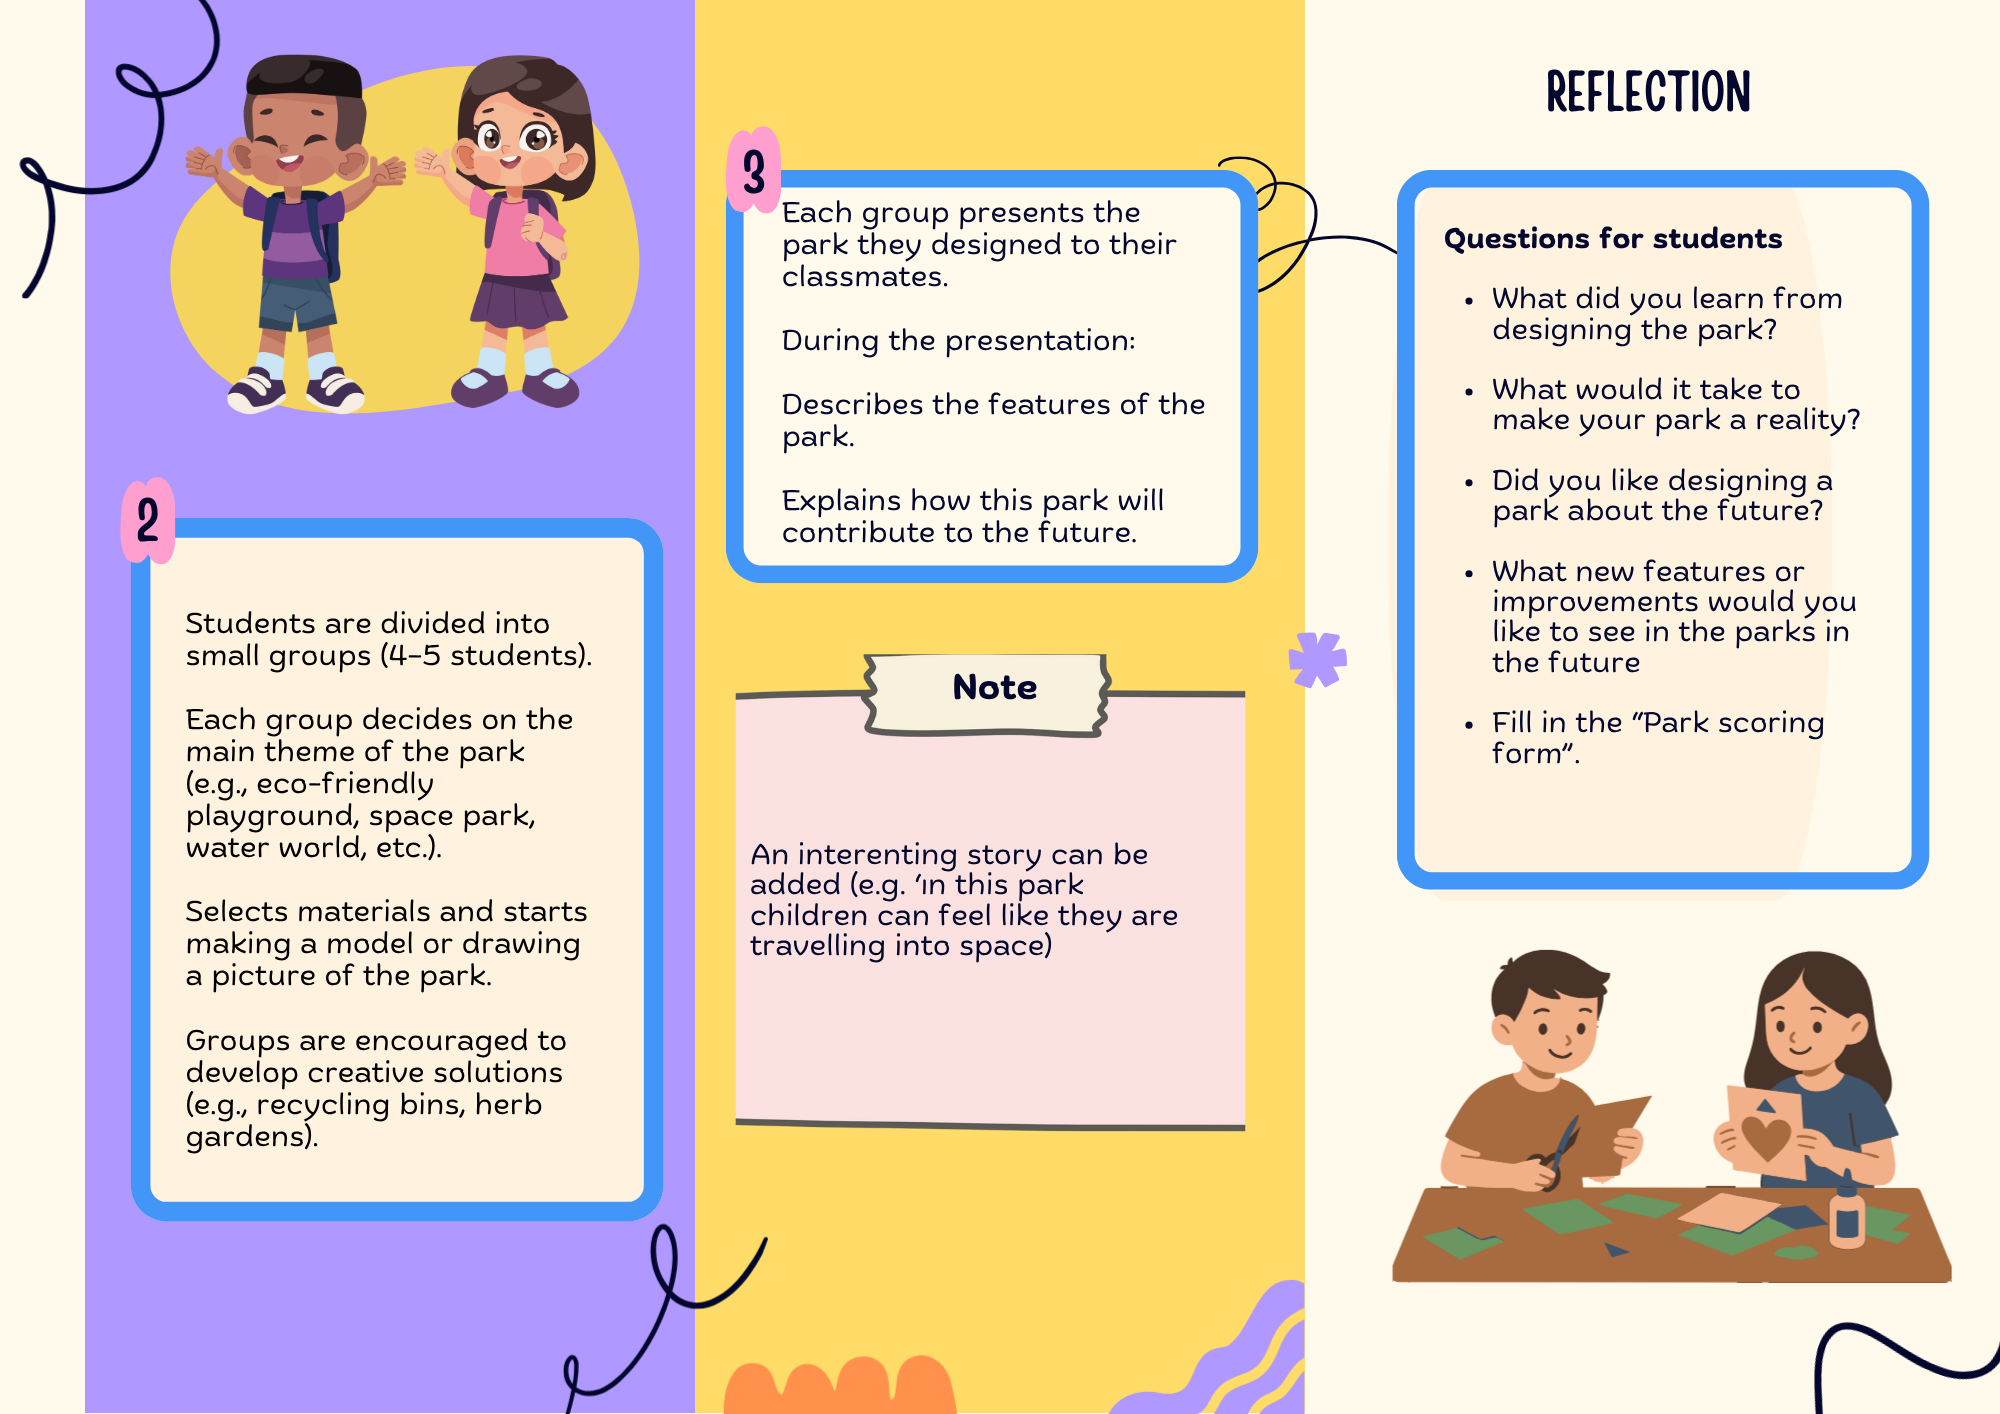 2
Students are divided into
small groups (4-5 students).
Each group decides on the
main theme of the park
(e.g., eco-friendly
playground, space park,
water world, etc.).
Selects materials and starts
making a model or drawing
a picture of the park.
Groups are encouraged to
develop creative solutions
(e.g., recycling bins, herb
gardens).
3
Each group presents the
park they designed to their
classmates.
During the presentation:
Describes the features of the
park.
Explains how this park will
contribute to the future.
Note
An interenting story can be
added (e.g. ‘ın this park
children can feel like they are
travelling into space)
REFLECTION
Questions for students
• What did you learn from
designing the park?
• What would it take to
make your park a reality?
• Did you like designing a
park about the future?
• What new features or
improvements would you
like to see in the parks in
the future
• Fill in the “Park scoring
form”.